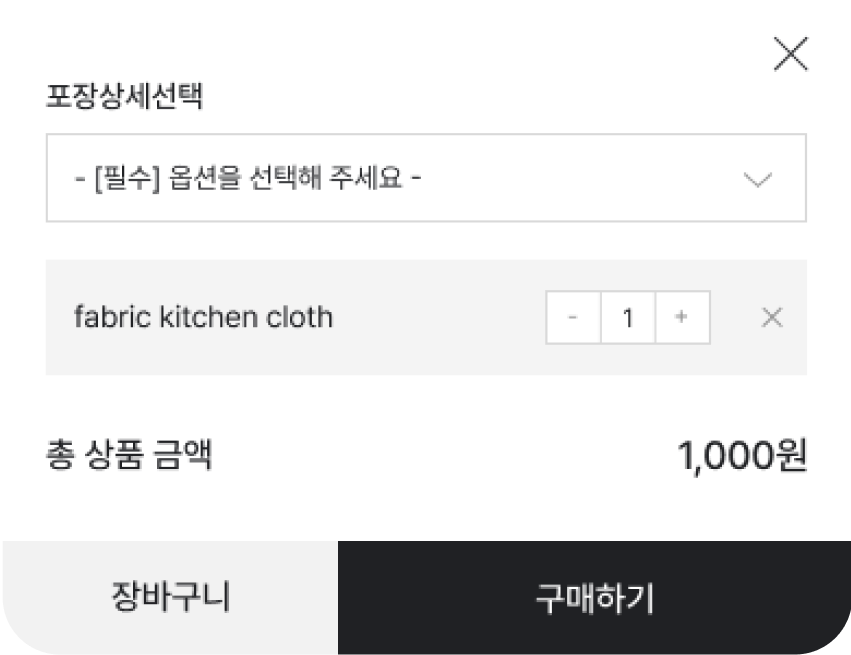 포장상세선택
- [필수] 옵션을 선택해 주세요 -
fabric kitchen cloth - 1 +
총 상품 금액 1,000원
장바구니 구매하기